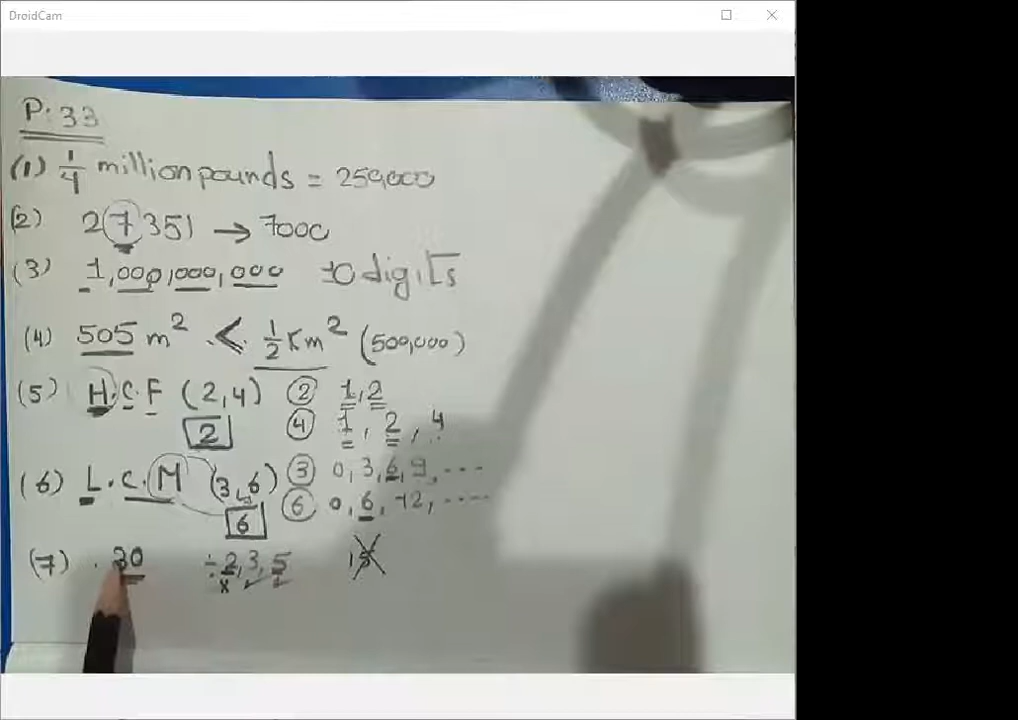 DroidCam
P. 33
(1) 1/4 million pounds = 250,000
(2) 27351 → 7000
(3) 1,000,000,000 10 digits
(4) 505 m² < 1/2 Km² (500,000)
(5) H.C.F (2,4) ② 1,2
2 ④ 1, 2, 4
(6) L.C.M (3,6) ③ 0, 3, 6, 9, ....
6 ⑥ 0, 6, 12, ....
(7) 30 ÷ 2, 3, 5 15
x ✓ ✓